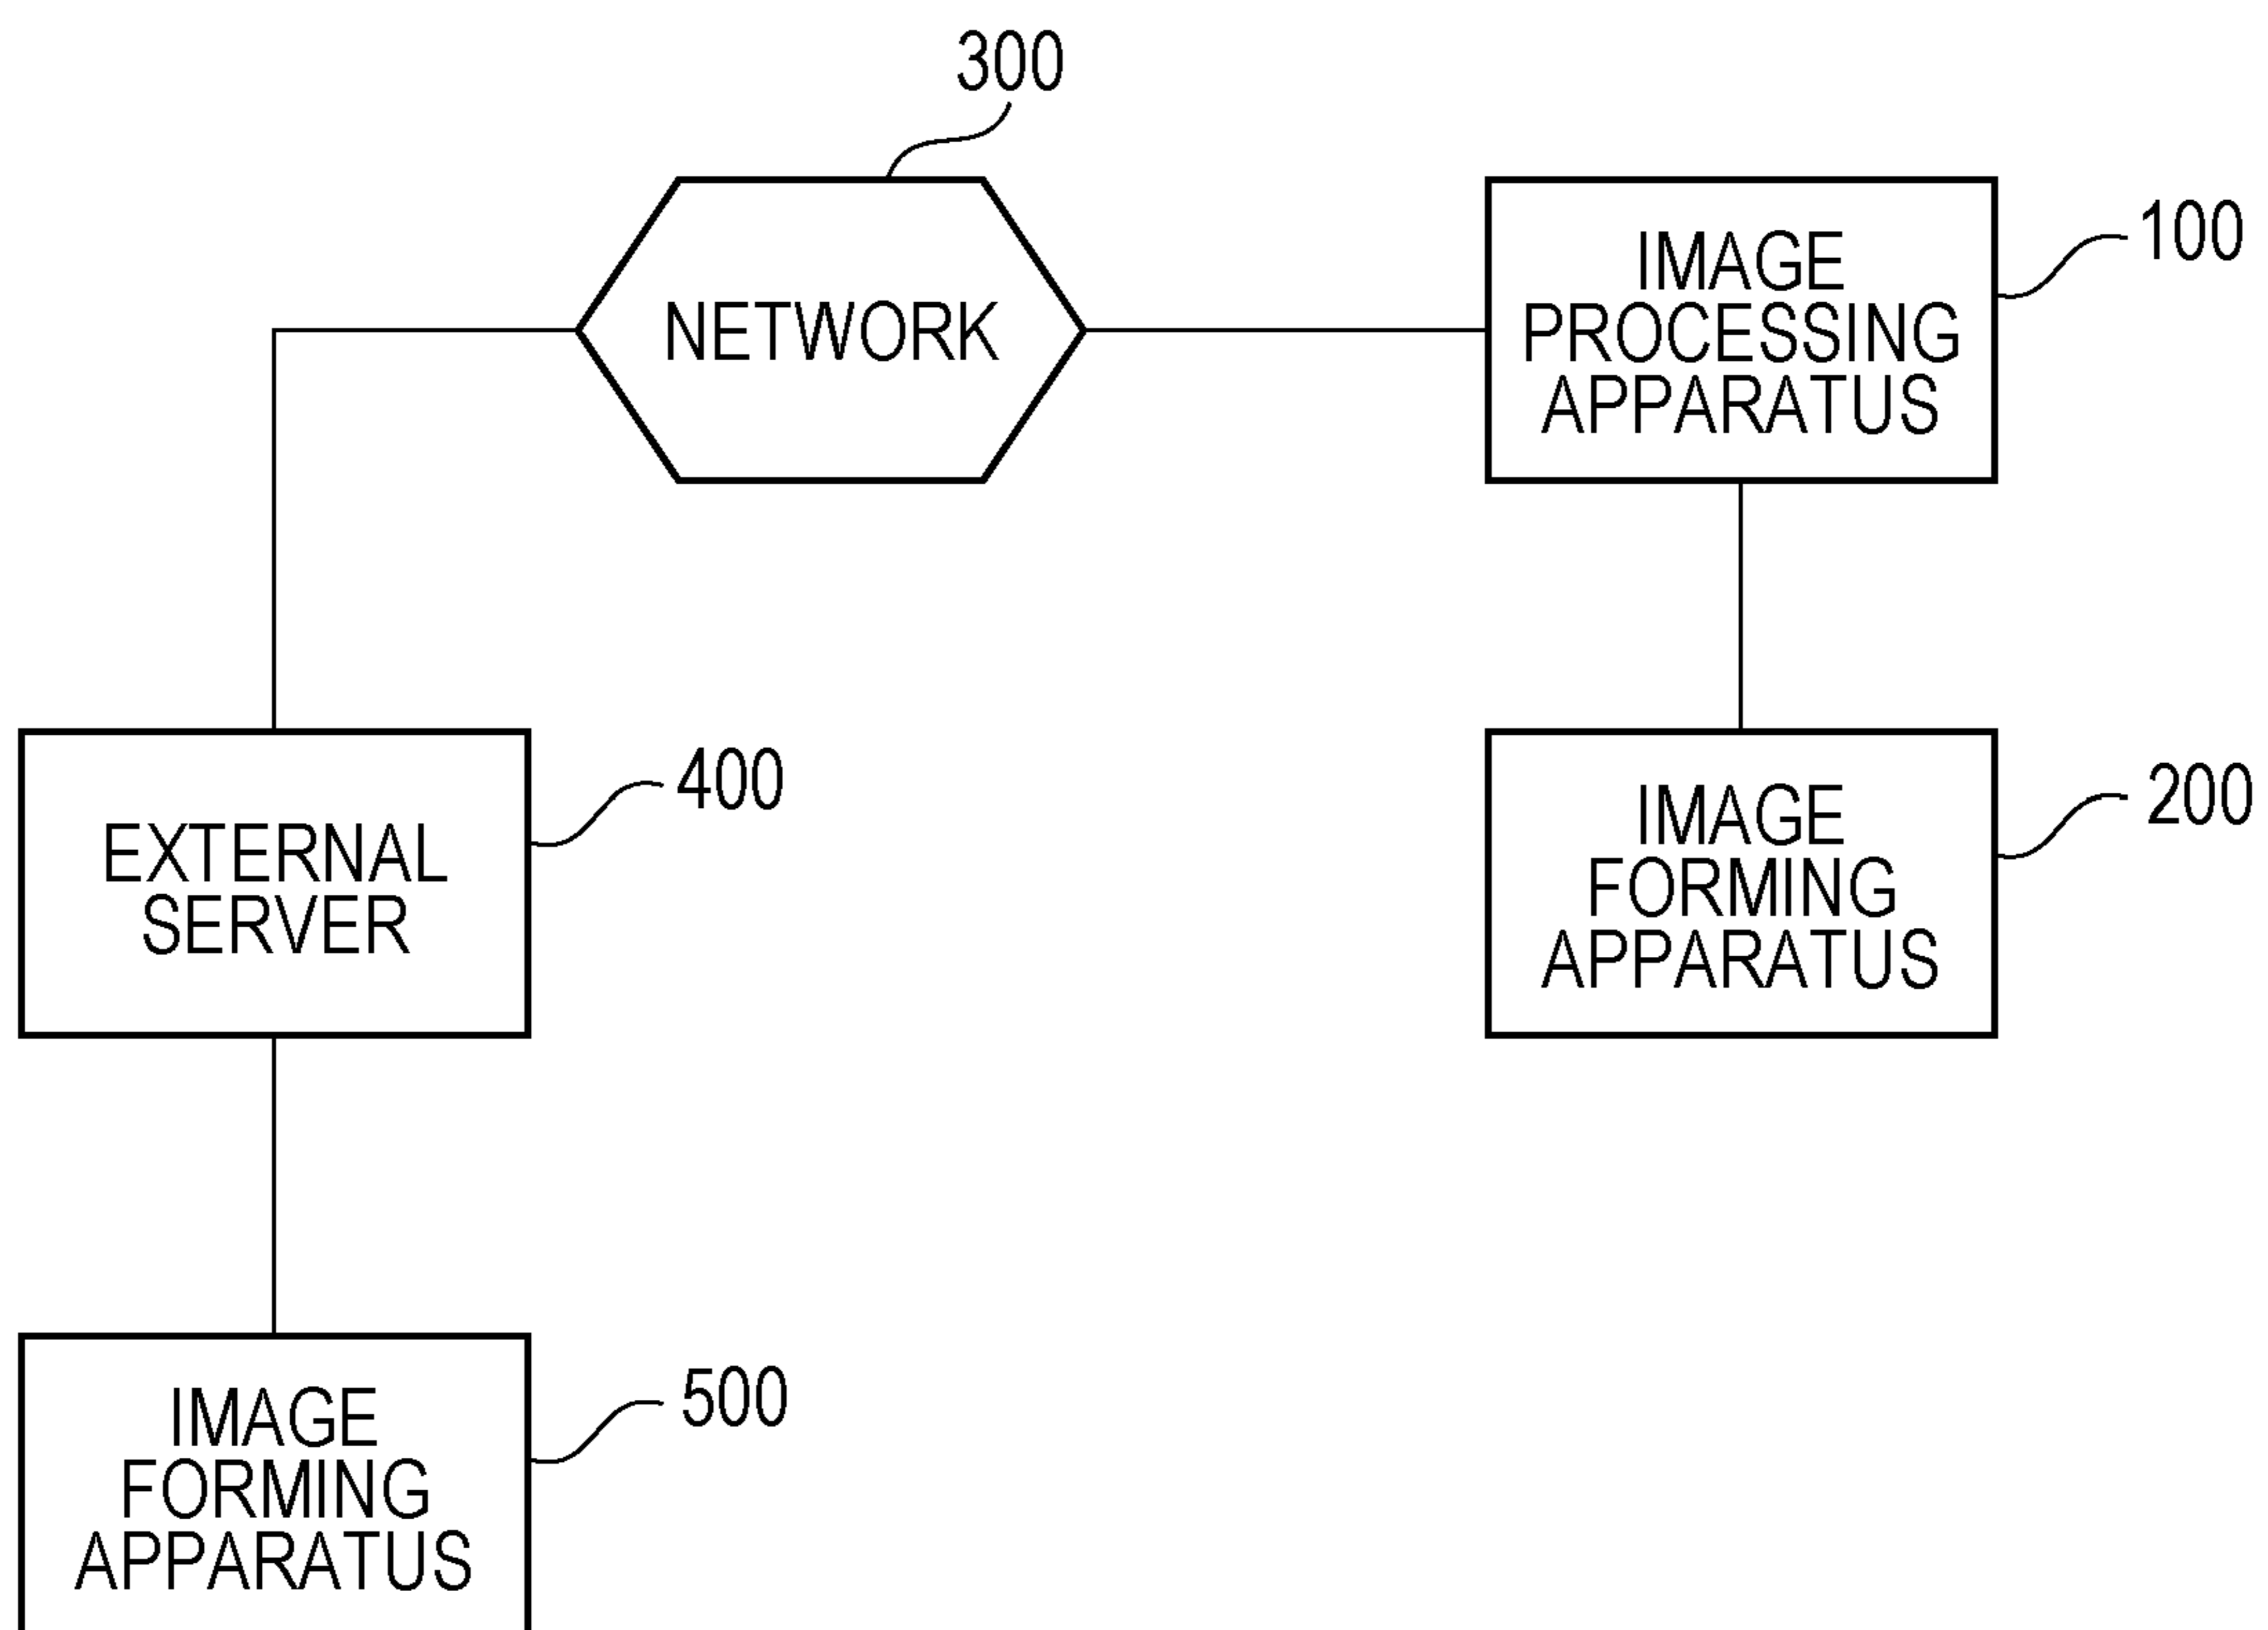 300
NETWORK
IMAGE
PROCESSING
APPARATUS
100
EXTERNAL
SERVER
400
IMAGE
FORMING
APPARATUS
200
IMAGE
FORMING
APPARATUS
500